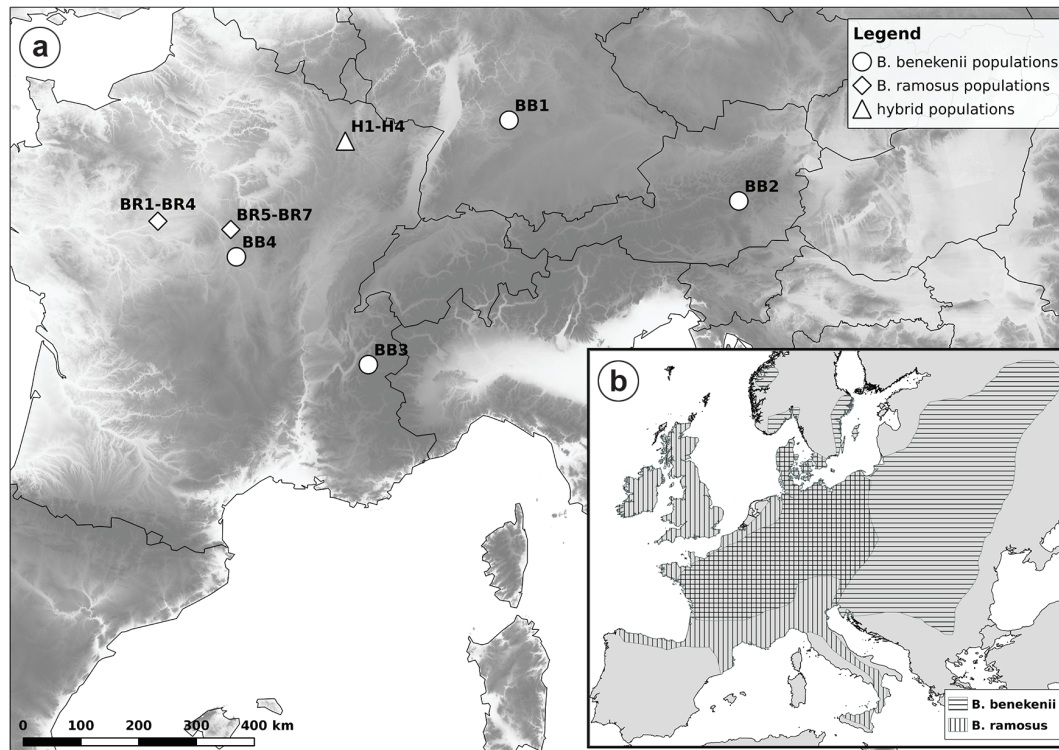 a
Legend
B. benekenii populations
B. ramosus populations
hybrid populations
BB1
H1-H4
BB2
BR1-BR4
BR5-BR7
BB4
BB3
b
0 100 200 300 400 km
B. benekenii
B. ramosus